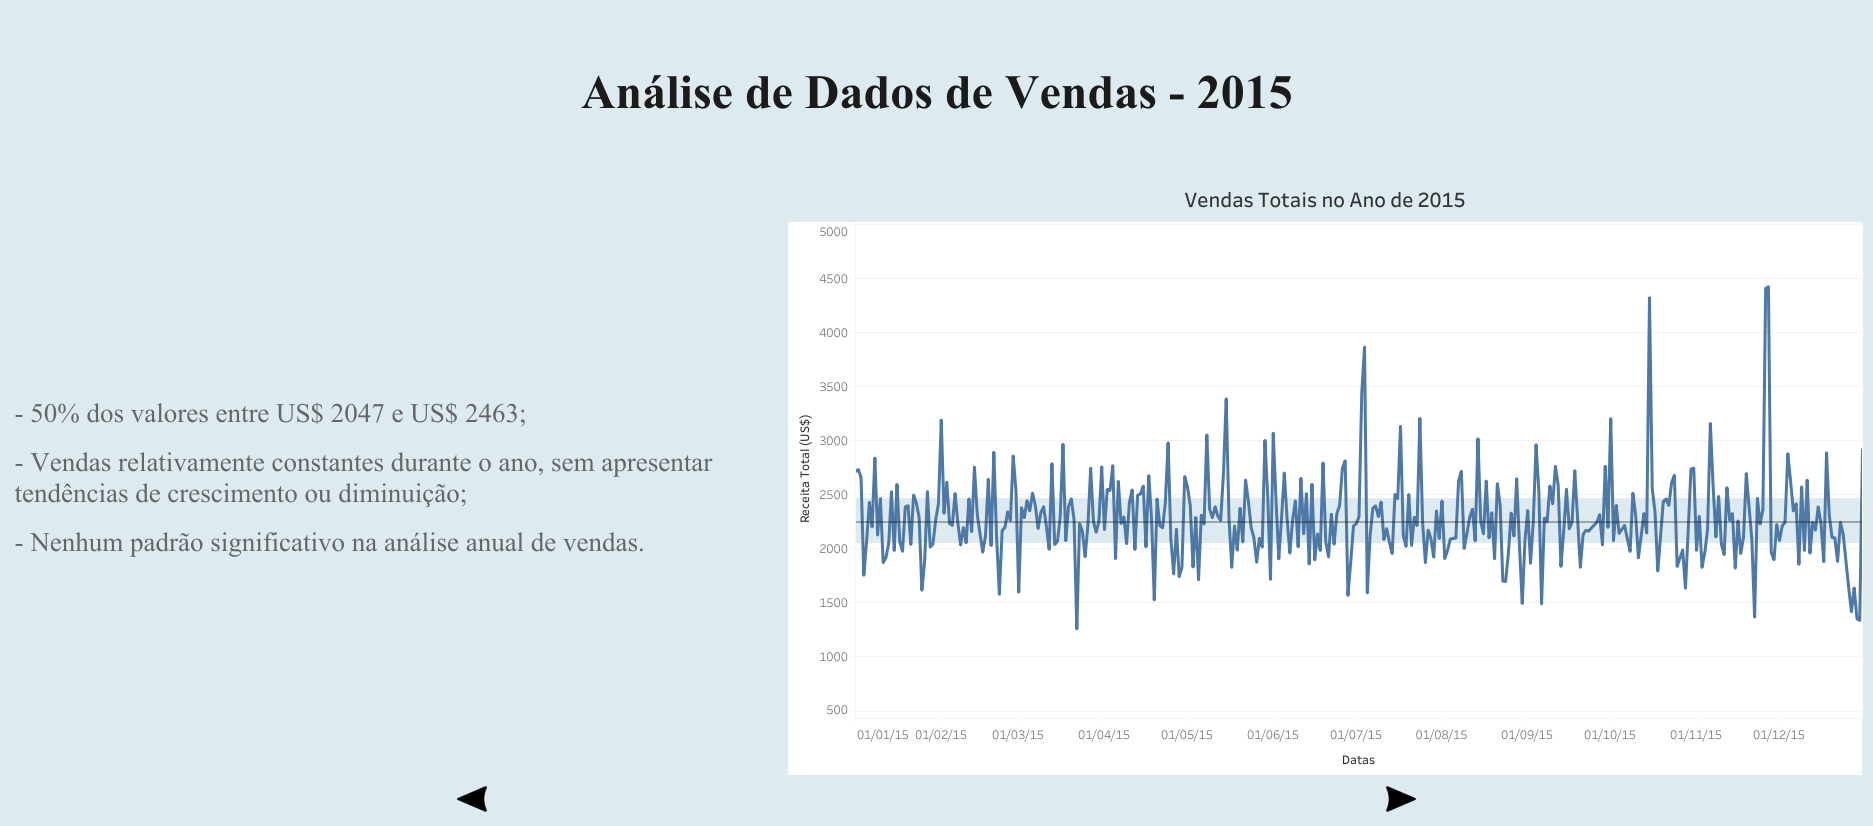 Análise de Dados de Vendas - 2015
- 50% dos valores entre US$ 2047 e US$ 2463;
- Vendas relativamente constantes durante o ano, sem apresentar
tendências de crescimento ou diminuição;
- Nenhum padrão significativo na análise anual de vendas.
Vendas Totais no Ano de 2015
Receita Total (US$)
5000
4500
4000
3500
3000
2500
2000
1500
1000
500
01/01/15 01/02/15 01/03/15 01/04/15 01/05/15 01/06/15 01/07/15 01/08/15 01/09/15 01/10/15 01/11/15 01/12/15
Datas